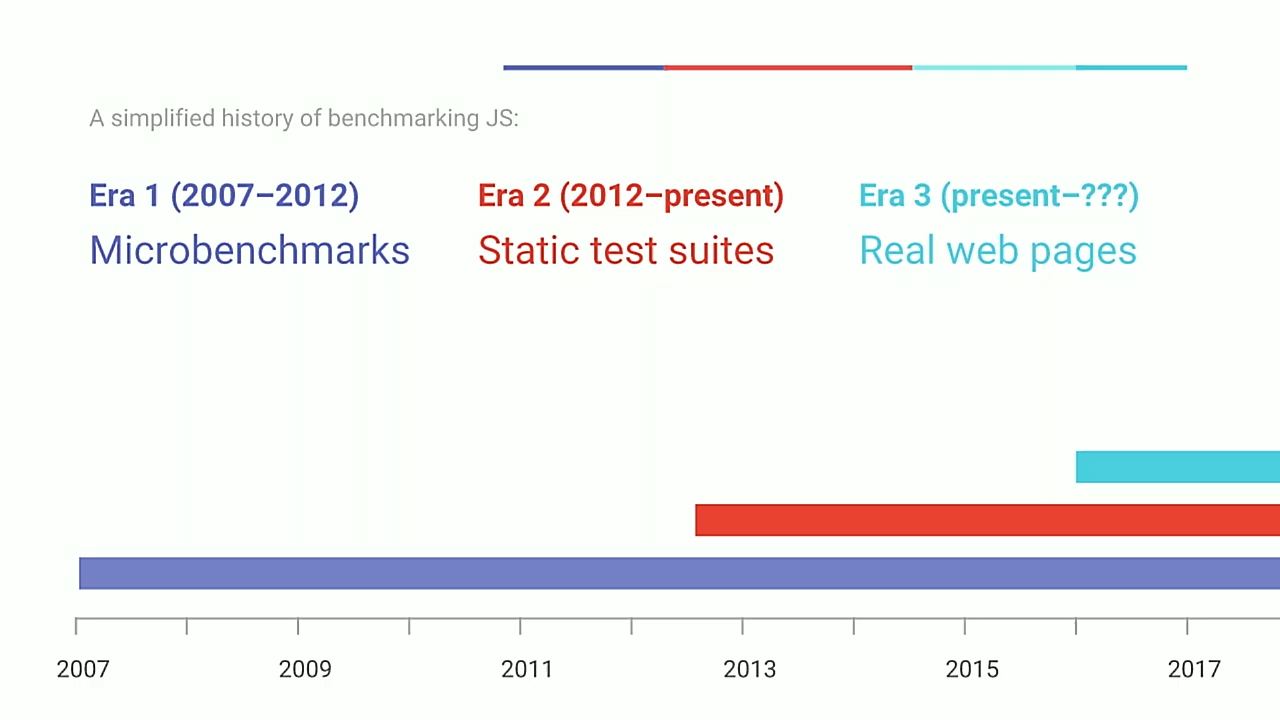 A simplified history of benchmarking JS:
Era 1 (2007–2012)
Microbenchmarks
Era 2 (2012–present)
Static test suites
Era 3 (present–???)
Real web pages
2007 2009 2011 2013 2015 2017